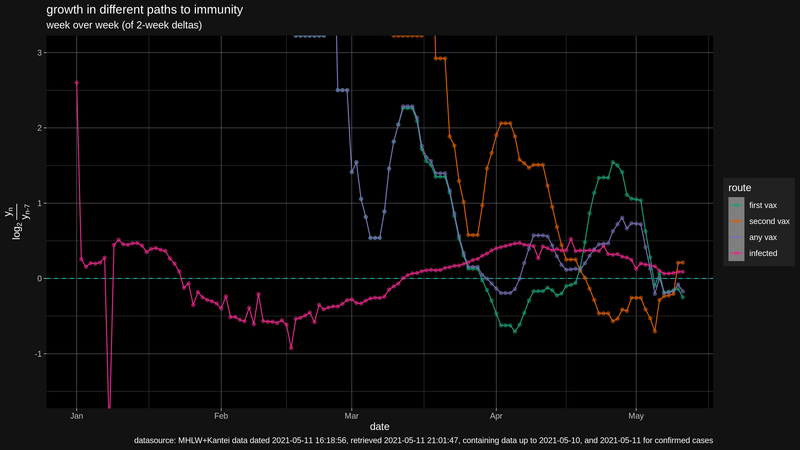 growth in different paths to immunity
week over week (of 2-week deltas)
3
2
1
0
-1
log2 yn/yn-7
Jan Feb Mar Apr May
date
route
first vax
second vax
any vax
infected
datasource: MHLW+Kantei data dated 2021-05-11 16:18:56, retrieved 2021-05-11 21:01:47, containing data up to 2021-05-10, and 2021-05-11 for confirmed cases